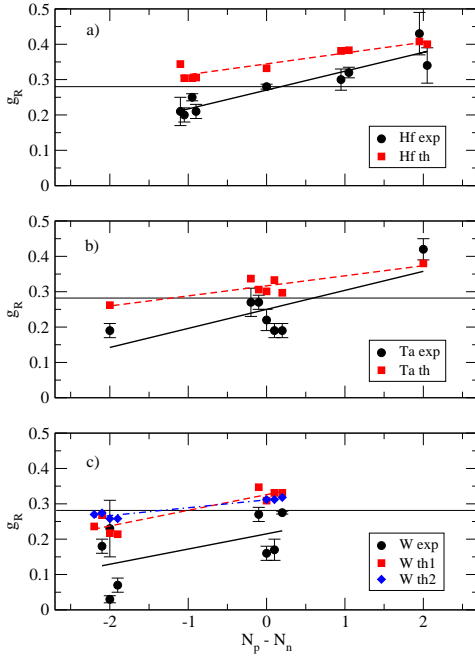 a)
0.5
0.4
0.3
0.2
0.1
0
g_R
Hf exp
Hf th
b)
0.5
0.4
0.3
0.2
0.1
0
g_R
Ta exp
Ta th
c)
0.5
0.4
0.3
0.2
0.1
0
g_R
W exp
W th1
W th2
-2 -1 0 1 2
N_p - N_n